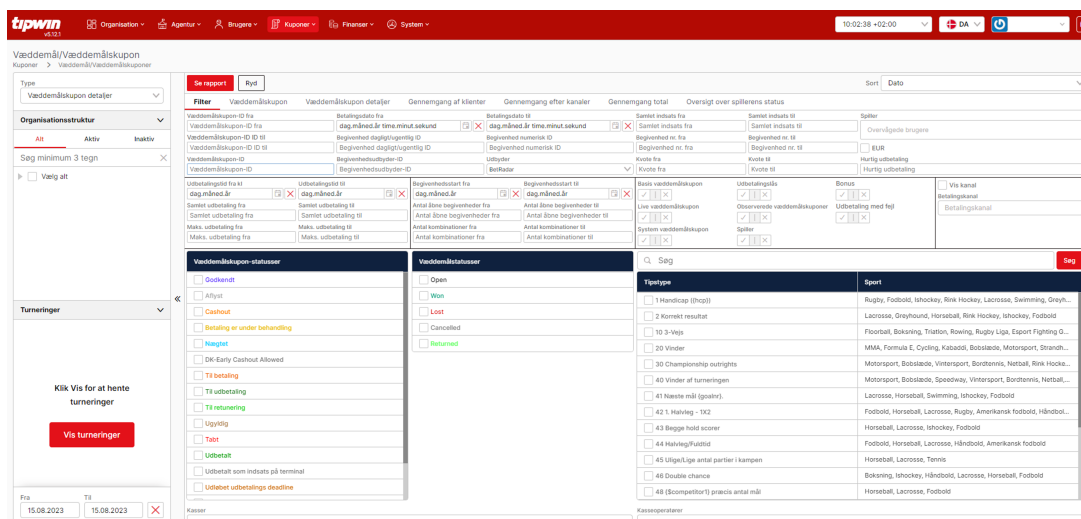 tipwin
v5.12.1
Organisation
Agentur
Brugere
Kuponer
Finanser
System
10:02:38 +02:00
DA
Væddemål/Væddemålskupon
Kuponer > Væddemål/Væddemålskuponer
Type
Væddemålskupon detaljer
Organisationsstruktur
Alt Aktiv Inaktiv
Søg minimum 3 tegn
Vælg alt
Turneringer
Klik Vis for at hente
turneringer
Vis turneringer
Fra Til
15.08.2023 15.08.2023
Se rapport Ryd
Sort Dato
Filter Væddemålskupon Væddemålskupon detaljer Gennemgang af klienter Gennemgang efter kanaler Gennemgang total Oversigt over spillerens status
Væddemålskupon-ID fra Betalingsdato fra Betalingsdato til Samlet indsats fra Samlet indsats til Spiller
Væddemålskupon-ID fra dag.måned.år time.minut.sekund dag.måned.år time.minut.sekund Samlet indsats fra Samlet indsats til Overvågede brugere
Væddemålskupon-ID ID til Begivenhed dagligt/ugentlig ID Begivenhed numerisk ID Begivenhed nr. fra Begivenhed nr. til
Væddemålskupon-ID ID til Begivenhed dagligt/ugentlig ID Begivenhed numerisk ID Begivenhed nr. fra Begivenhed nr. til EUR
Væddemålskupon-ID Begivenhedsudbyder-ID Udbyder Kvote fra Kvote til Hurtig udbetaling
Væddemålskupon-ID Begivenhedsudbyder-ID BetRadar Kvote fra Kvote til Hurtig udbetaling
Udbetalingstid fra kl Udbetalingstid til Begivenhedsstart fra Begivenhedsstart til Basis væddemålskupon Udbetalingslås Bonus Vis kanal
dag.måned.år dag.måned.år dag.måned.år dag.måned.år Betalingskanal
Samlet udbetaling fra Samlet udbetaling til Antal åbne begivenheder fra Antal åbne begivenheder til Live væddemålskupon Observerede væddemålskuponer Udbetaling med fejl
Samlet udbetaling fra Samlet udbetaling til Antal åbne begivenheder fra Antal åbne begivenheder til Betalingskanal
Maks. udbetaling fra Maks. udbetaling til Antal kombinationer fra Antal kombinationer til System væddemålskupon Spiller
Maks. udbetaling fra Maks. udbetaling til Antal kombinationer fra Antal kombinationer til
Væddemålskupon-statusser
Godkendt
Aflyst
Cashout
Betaling er under behandling
Nægtet
DK-Early Cashout Allowed
Til betaling
Til udbetaling
Til retunering
Ugyldig
Tabt
Udbetalt
Udbetalt som indsats på terminal
Udløbet udbetalings deadline
Væddemålstatusser
Open
Won
Lost
Cancelled
Returned
Søg Søg
Tipstype Sport
1 Handicap ({hcp}) Rugby, Fodbold, Ishockey, Rink Hockey, Lacrosse, Swimming, Greyh...
2 Korrekt resultat Lacrosse, Greyhound, Horseball, Rink Hockey, Ishockey, Fodbold
10 3-Vejs Floorball, Boksning, Triatlon, Rowing, Rugby Liga, Esport Fighting G...
20 Vinder MMA, Formula E, Cycling, Kabaddi, Bobslæde, Motorsport, Strandh...
30 Championship outrights Motorsport, Bobslæde, Vintersport, Bordtennis, Netball, Rink Hocke...
40 Vinder af turneringen Motorsport, Bobslæde, Speedway, Vintersport, Bordtennis, Netball,...
41 Næste mål {goalnr}. Lacrosse, Horseball, Swimming, Ishockey, Fodbold
42 1. Halvleg - 1X2 Fodbold, Horseball, Lacrosse, Rugby, Amerikansk fodbold, Håndbol...
43 Begge hold scorer Horseball, Lacrosse, Ishockey, Fodbold
44 Halvleg/Fuldtid Fodbold, Horseball, Lacrosse, Håndbold, Amerikansk fodbold
45 Ulige/Lige antal partier i kampen Horseball, Lacrosse, Tennis
46 Double chance Boksning, Ishockey, Håndbold, Lacrosse, Horseball, Fodbold
48 {$competitor1} præcis antal mål Horseball, Lacrosse, Fodbold
Kasser Kasseoperatører